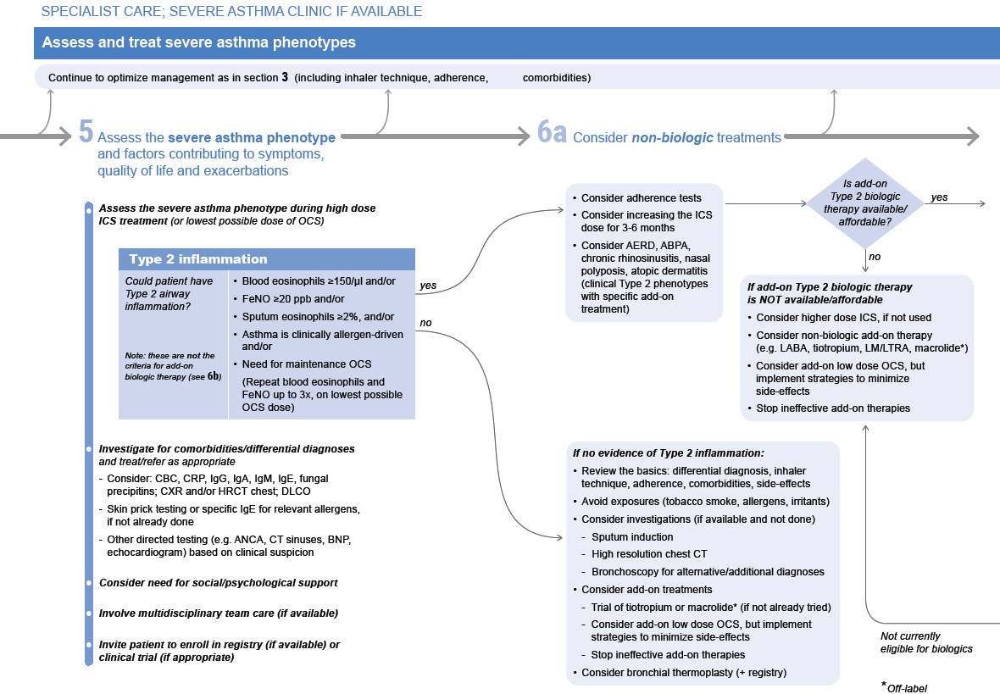 SPECIALIST CARE; SEVERE ASTHMA CLINIC IF AVAILABLE
Assess and treat severe asthma phenotypes
Continue to optimize management as in section 3 (including inhaler technique, adherence, comorbidities)
5 Assess the severe asthma phenotype
and factors contributing to symptoms,
quality of life and exacerbations
Assess the severe asthma phenotype during high dose
ICS treatment (or lowest possible dose of OCS)
Type 2 inflammation
Could patient have
Type 2 airway
inflammation?
Note: these are not the
criteria for add-on
biologic therapy (see 6b)
• Blood eosinophils ≥150/µl and/or
• FeNO ≥20 ppb and/or
• Sputum eosinophils ≥2%, and/or
• Asthma is clinically allergen-driven
and/or
• Need for maintenance OCS
(Repeat blood eosinophils and
FeNO up to 3x, on lowest possible
OCS dose)
yes
no
Investigate for comorbidities/differential diagnoses
and treat/refer as appropriate
- Consider: CBC, CRP, IgG, IgA, IgM, IgE, fungal
precipitins; CXR and/or HRCT chest; DLCO
- Skin prick testing or specific IgE for relevant allergens,
if not already done
- Other directed testing (e.g. ANCA, CT sinuses, BNP,
echocardiogram) based on clinical suspicion
Consider need for social/psychological support
Involve multidisciplinary team care (if available)
Invite patient to enroll in registry (if available) or
clinical trial (if appropriate)
6a Consider non-biologic treatments
• Consider adherence tests
• Consider increasing the ICS
dose for 3-6 months
• Consider AERD, ABPA,
chronic rhinosinusitis, nasal
polyposis, atopic dermatitis
(clinical Type 2 phenotypes
with specific add-on
treatment)
Is add-on
Type 2 biologic
therapy available/
affordable?
yes
no
If add-on Type 2 biologic therapy
is NOT available/affordable
• Consider higher dose ICS, if not used
• Consider non-biologic add-on therapy
(e.g. LABA, tiotropium, LM/LTRA, macrolide*)
• Consider add-on low dose OCS, but
implement strategies to minimize
side-effects
• Stop ineffective add-on therapies
If no evidence of Type 2 inflammation:
• Review the basics: differential diagnosis, inhaler
technique, adherence, comorbidities, side-effects
• Avoid exposures (tobacco smoke, allergens, irritants)
• Consider investigations (if available and not done)
- Sputum induction
- High resolution chest CT
- Bronchoscopy for alternative/additional diagnoses
• Consider add-on treatments
- Trial of tiotropium or macrolide* (if not already tried)
- Consider add-on low dose OCS, but implement
strategies to minimize side-effects
- Stop ineffective add-on therapies
• Consider bronchial thermoplasty (+ registry)
Not currently
eligible for biologics
*Off-label